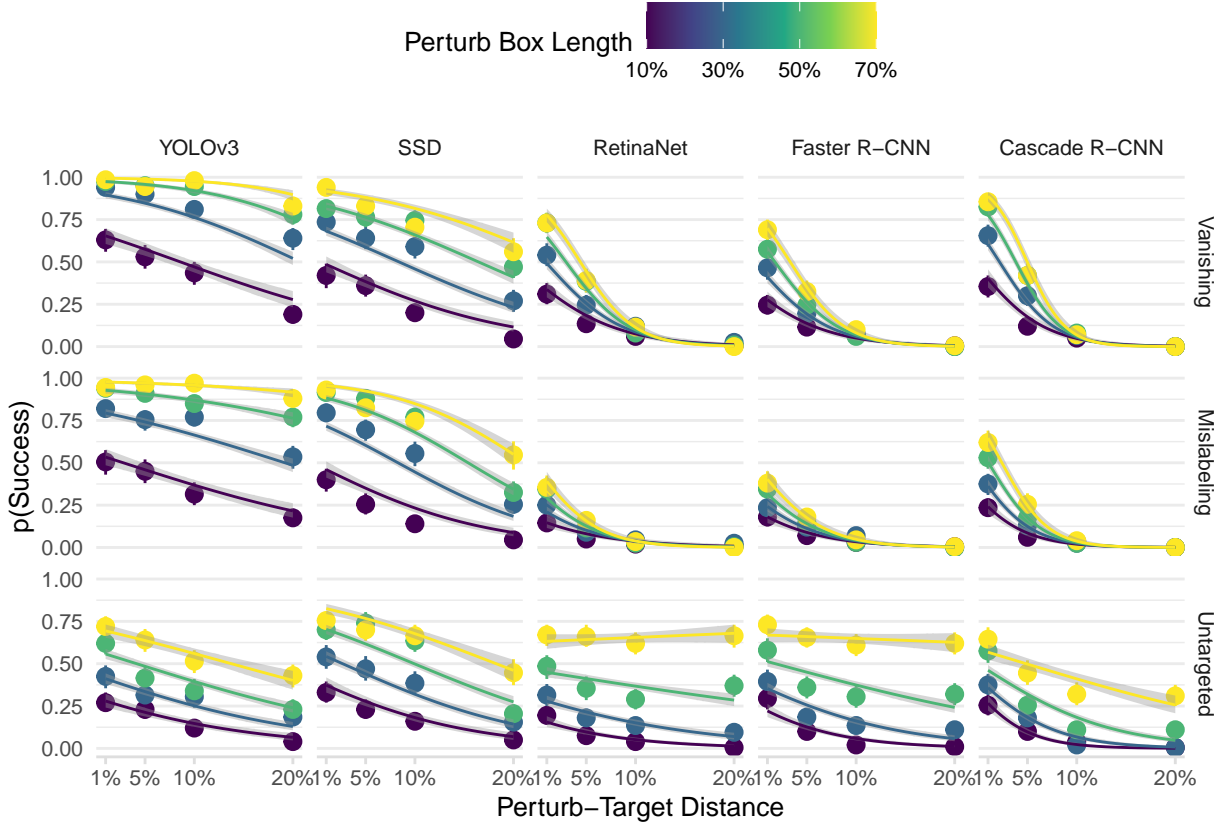 Perturb Box Length
10% 30% 50% 70%
YOLOv3 SSD RetinaNet Faster R−CNN Cascade R−CNN
p(Success)
1.00
0.75
0.50
0.25
0.00
Vanishing
1.00
0.75
0.50
0.25
0.00
Mislabeling
1.00
0.75
0.50
0.25
0.00
Untargeted
1% 5% 10% 20% 1% 5% 10% 20% 1% 5% 10% 20% 1% 5% 10% 20% 1% 5% 10% 20%
Perturb−Target Distance